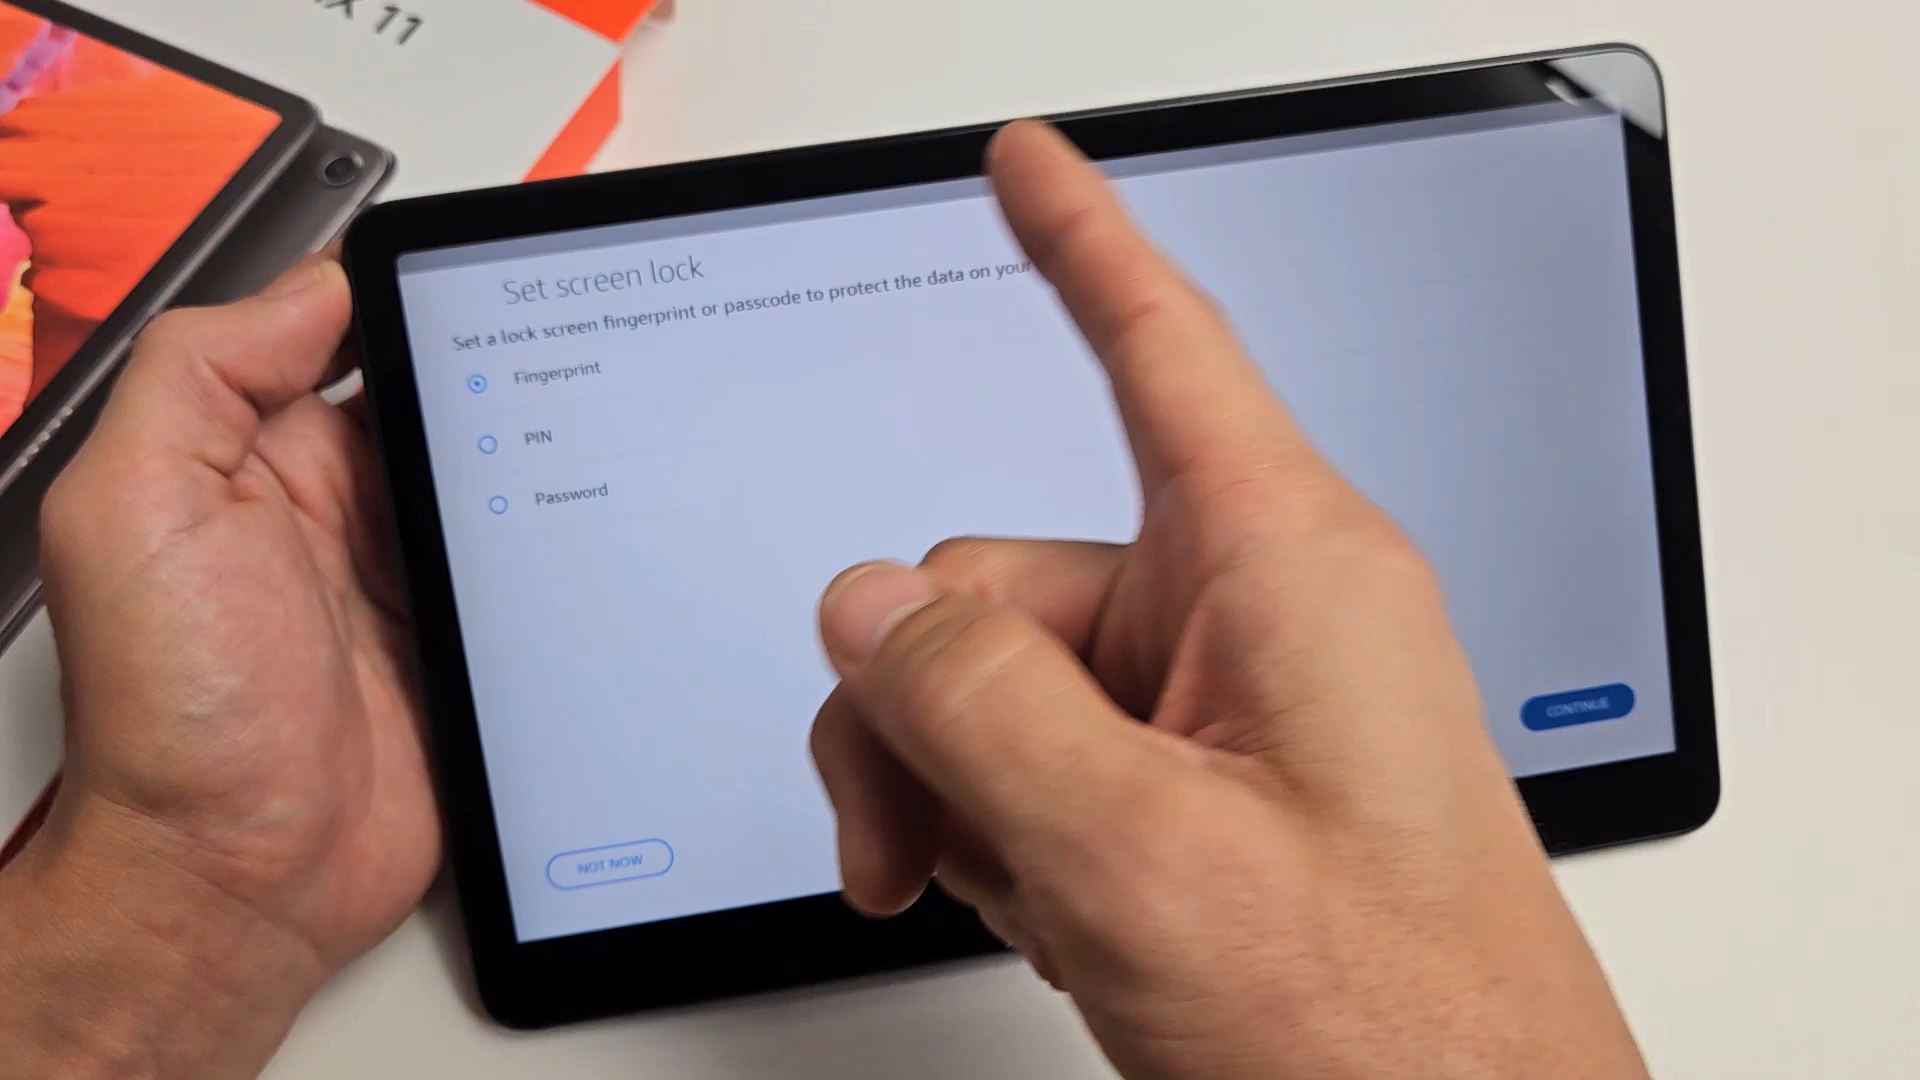 11
Set screen lock
Set a lock screen fingerprint or passcode to protect the data on your
Fingerprint
PIN
Password
CONTINUE
NOT NOW